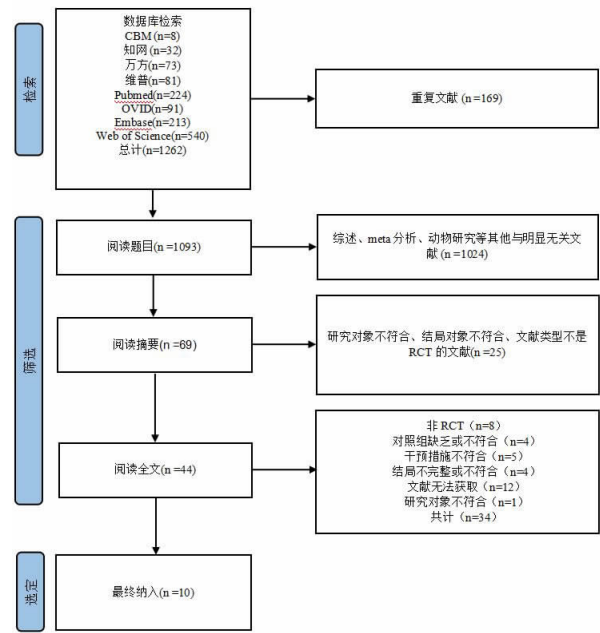 检索
数据库检索
CBM (n=8)
知网(n=32)
万方(n=73)
维普(n=81)
Pubmed(n=224)
OVID(n=91)
Embase(n=213)
Web of Science(n=540)
总计(n=1262)
重复文献 (n =169)
筛选
阅读题目(n =1093)
综述、meta 分析、动物研究等其他与明显无关文
献 (n =1024)
阅读摘要(n =69)
研究对象不符合、结局对象不符合、文献类型不是
RCT 的文献(n =25)
阅读全文(n =44)
非 RCT（n=8）
对照组缺乏或不符合（n=4）
干预措施不符合（n=5）
结局不完整或不符合（n=4）
文献无法获取（n=12）
研究对象不符合（n=1）
共计（n=34）
选定
最终纳入(n =10)